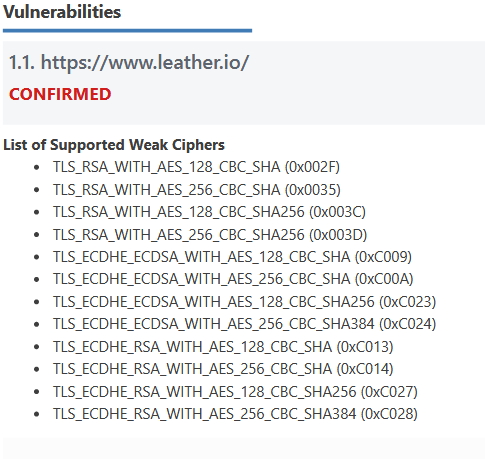 Vulnerabilities
1.1. https://www.leather.io/
CONFIRMED
List of Supported Weak Ciphers
• TLS_RSA_WITH_AES_128_CBC_SHA (0x002F)
• TLS_RSA_WITH_AES_256_CBC_SHA (0x0035)
• TLS_RSA_WITH_AES_128_CBC_SHA256 (0x003C)
• TLS_RSA_WITH_AES_256_CBC_SHA256 (0x003D)
• TLS_ECDHE_ECDSA_WITH_AES_128_CBC_SHA (0xC009)
• TLS_ECDHE_ECDSA_WITH_AES_256_CBC_SHA (0xC00A)
• TLS_ECDHE_ECDSA_WITH_AES_128_CBC_SHA256 (0xC023)
• TLS_ECDHE_ECDSA_WITH_AES_256_CBC_SHA384 (0xC024)
• TLS_ECDHE_RSA_WITH_AES_128_CBC_SHA (0xC013)
• TLS_ECDHE_RSA_WITH_AES_256_CBC_SHA (0xC014)
• TLS_ECDHE_RSA_WITH_AES_128_CBC_SHA256 (0xC027)
• TLS_ECDHE_RSA_WITH_AES_256_CBC_SHA384 (0xC028)